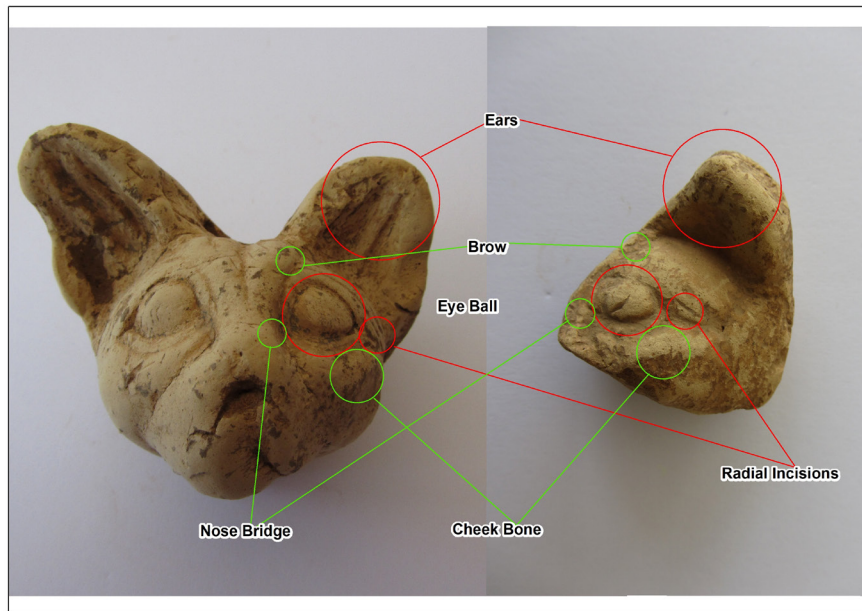 Ears
Brow
Eye Ball
Radial Incisions
Nose Bridge
Cheek Bone